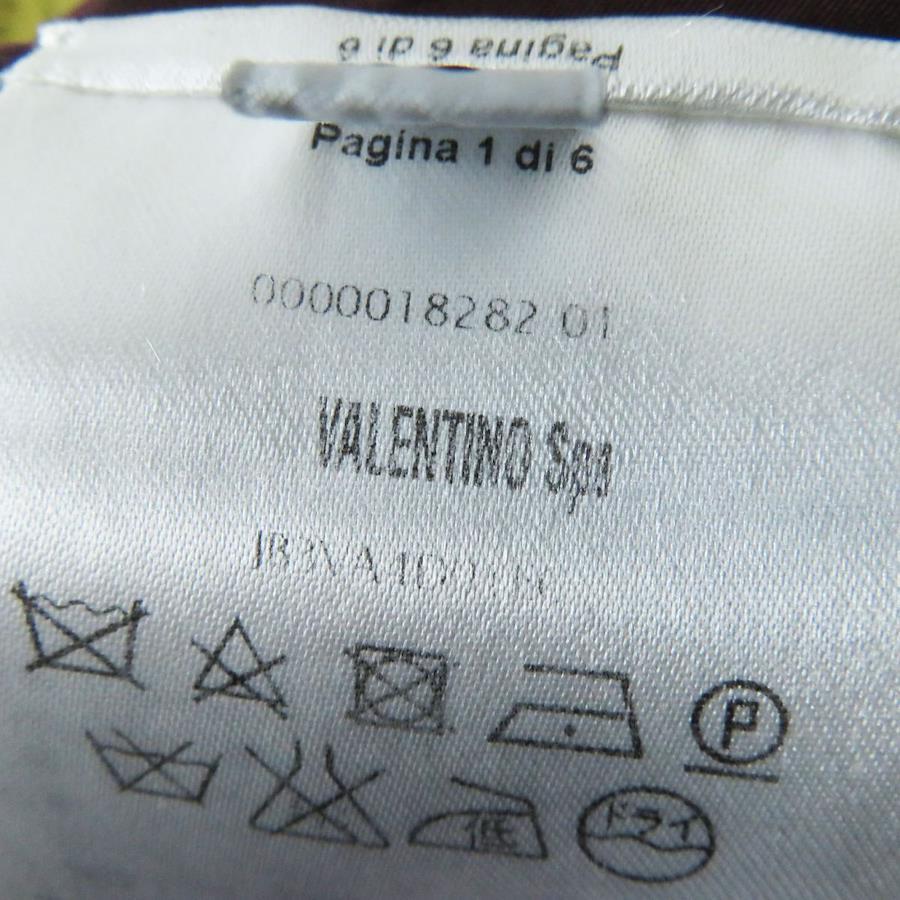 Pagina 6 di 6
Pagina 1 di 6
0000018282 01
VALENTINO SpA
P
低
ドライ